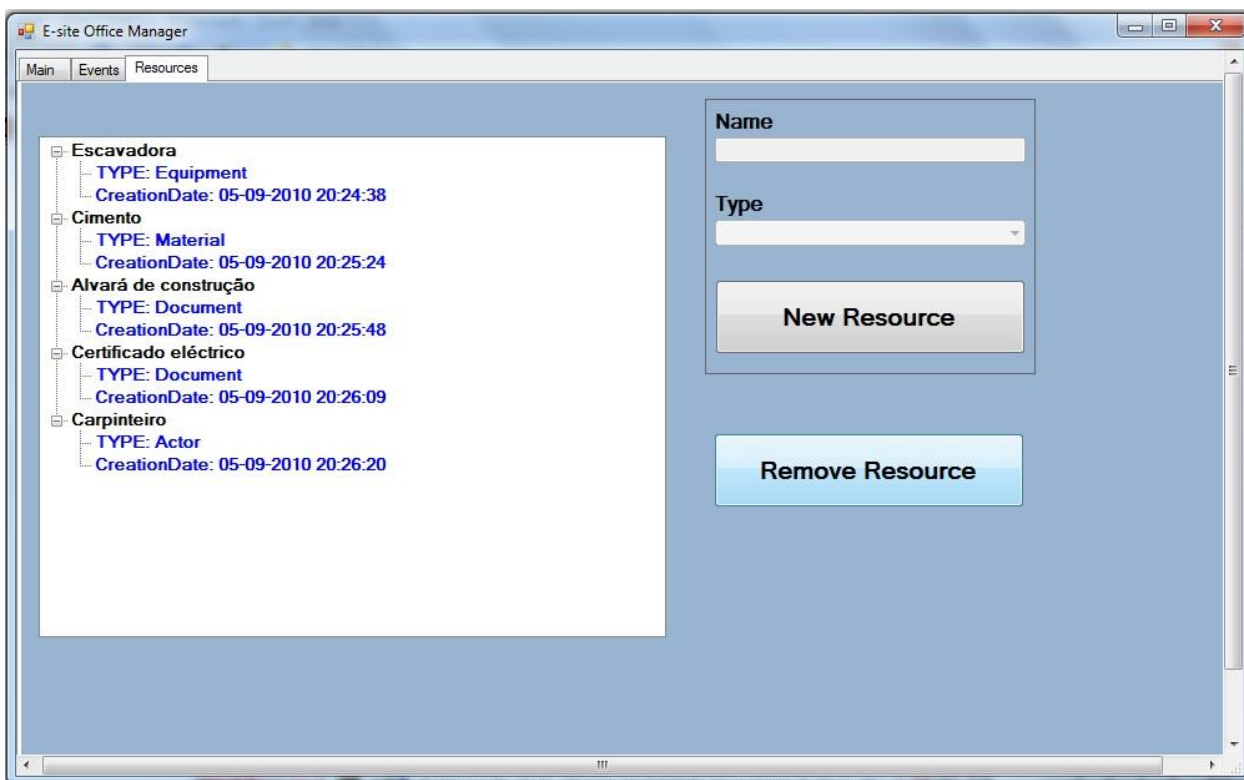 E-site Office Manager
Main Events Resources
Escavadora
TYPE: Equipment
CreationDate: 05-09-2010 20:24:38
Cimento
TYPE: Material
CreationDate: 05-09-2010 20:25:24
Alvará de construção
TYPE: Document
CreationDate: 05-09-2010 20:25:48
Certificado eléctrico
TYPE: Document
CreationDate: 05-09-2010 20:26:09
Carpinteiro
TYPE: Actor
CreationDate: 05-09-2010 20:26:20
Name
Type
New Resource
Remove Resource